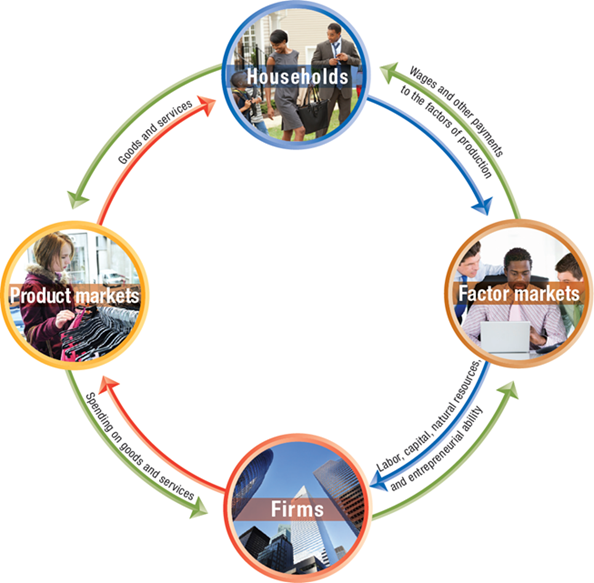 Households
Goods and services
Wages and other payments
to the factors of production
Product markets
Factor markets
Spending on goods and services
Labor, capital, natural resources,
and entrepreneurial ability
Firms